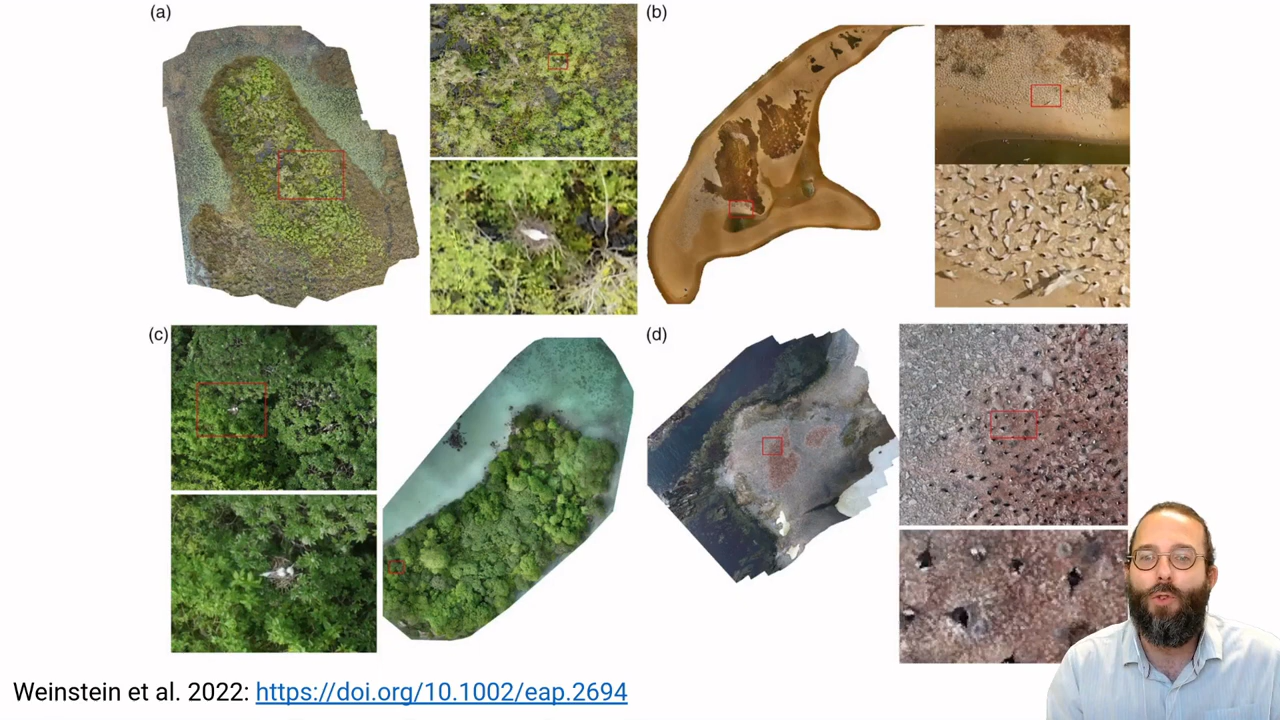 (a)
(b)
(c)
(d)
Weinstein et al. 2022: https://doi.org/10.1002/eap.2694